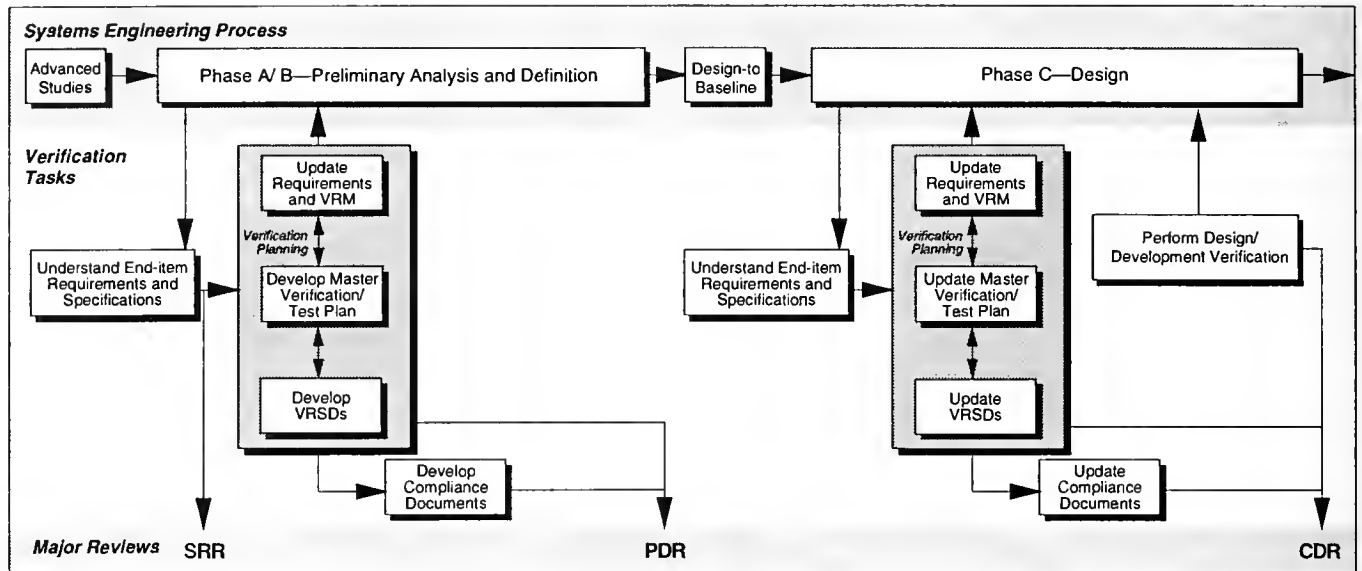 Systems Engineering Process
Advanced
Studies
Phase A/ B—Preliminary Analysis and Definition
Design-to
Baseline
Phase C—Design
Verification
Tasks
Update
Requirements
and VRM
Verification
Planning
Understand End-item
Requirements and
Specifications
Develop Master
Verification/
Test Plan
Develop
VRSDs
Develop
Compliance
Documents
Update
Requirements
and VRM
Verification
Planning
Understand End-item
Requirements and
Specifications
Update Master
Verification/
Test Plan
Update
VRSDs
Update
Compliance
Documents
Perform Design/
Development Verification
Major Reviews
SRR
PDR
CDR